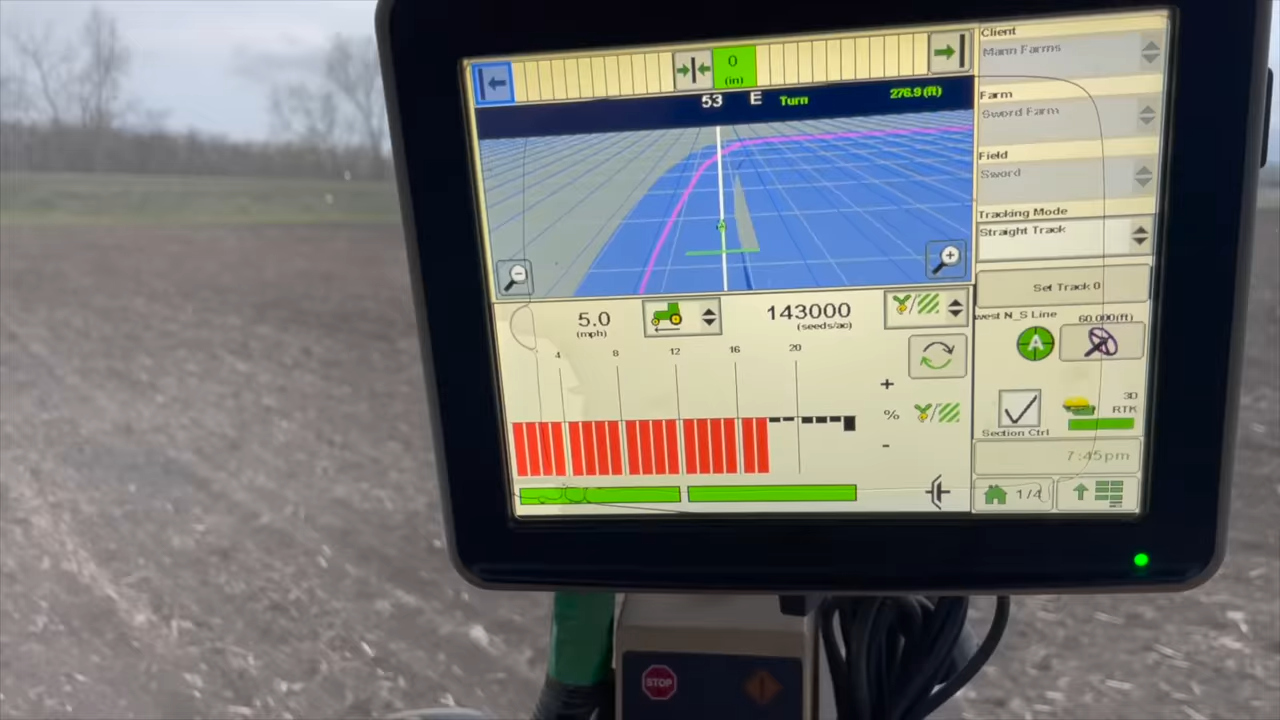 Client
Mann Farms
0
(in)
53 E Turn 276.9(ft)
Farm
Sword Farm
Field
Sword
Tracking Mode
Straight Track
Set Track 0
5.0
(mph)
143000
(seeds/ac)
west N_S Line 60.000(ft)
A
4 8 12 16 20
+
%
-
3D
RTK
Section Ctrl
7:45pm
1/4
STOP